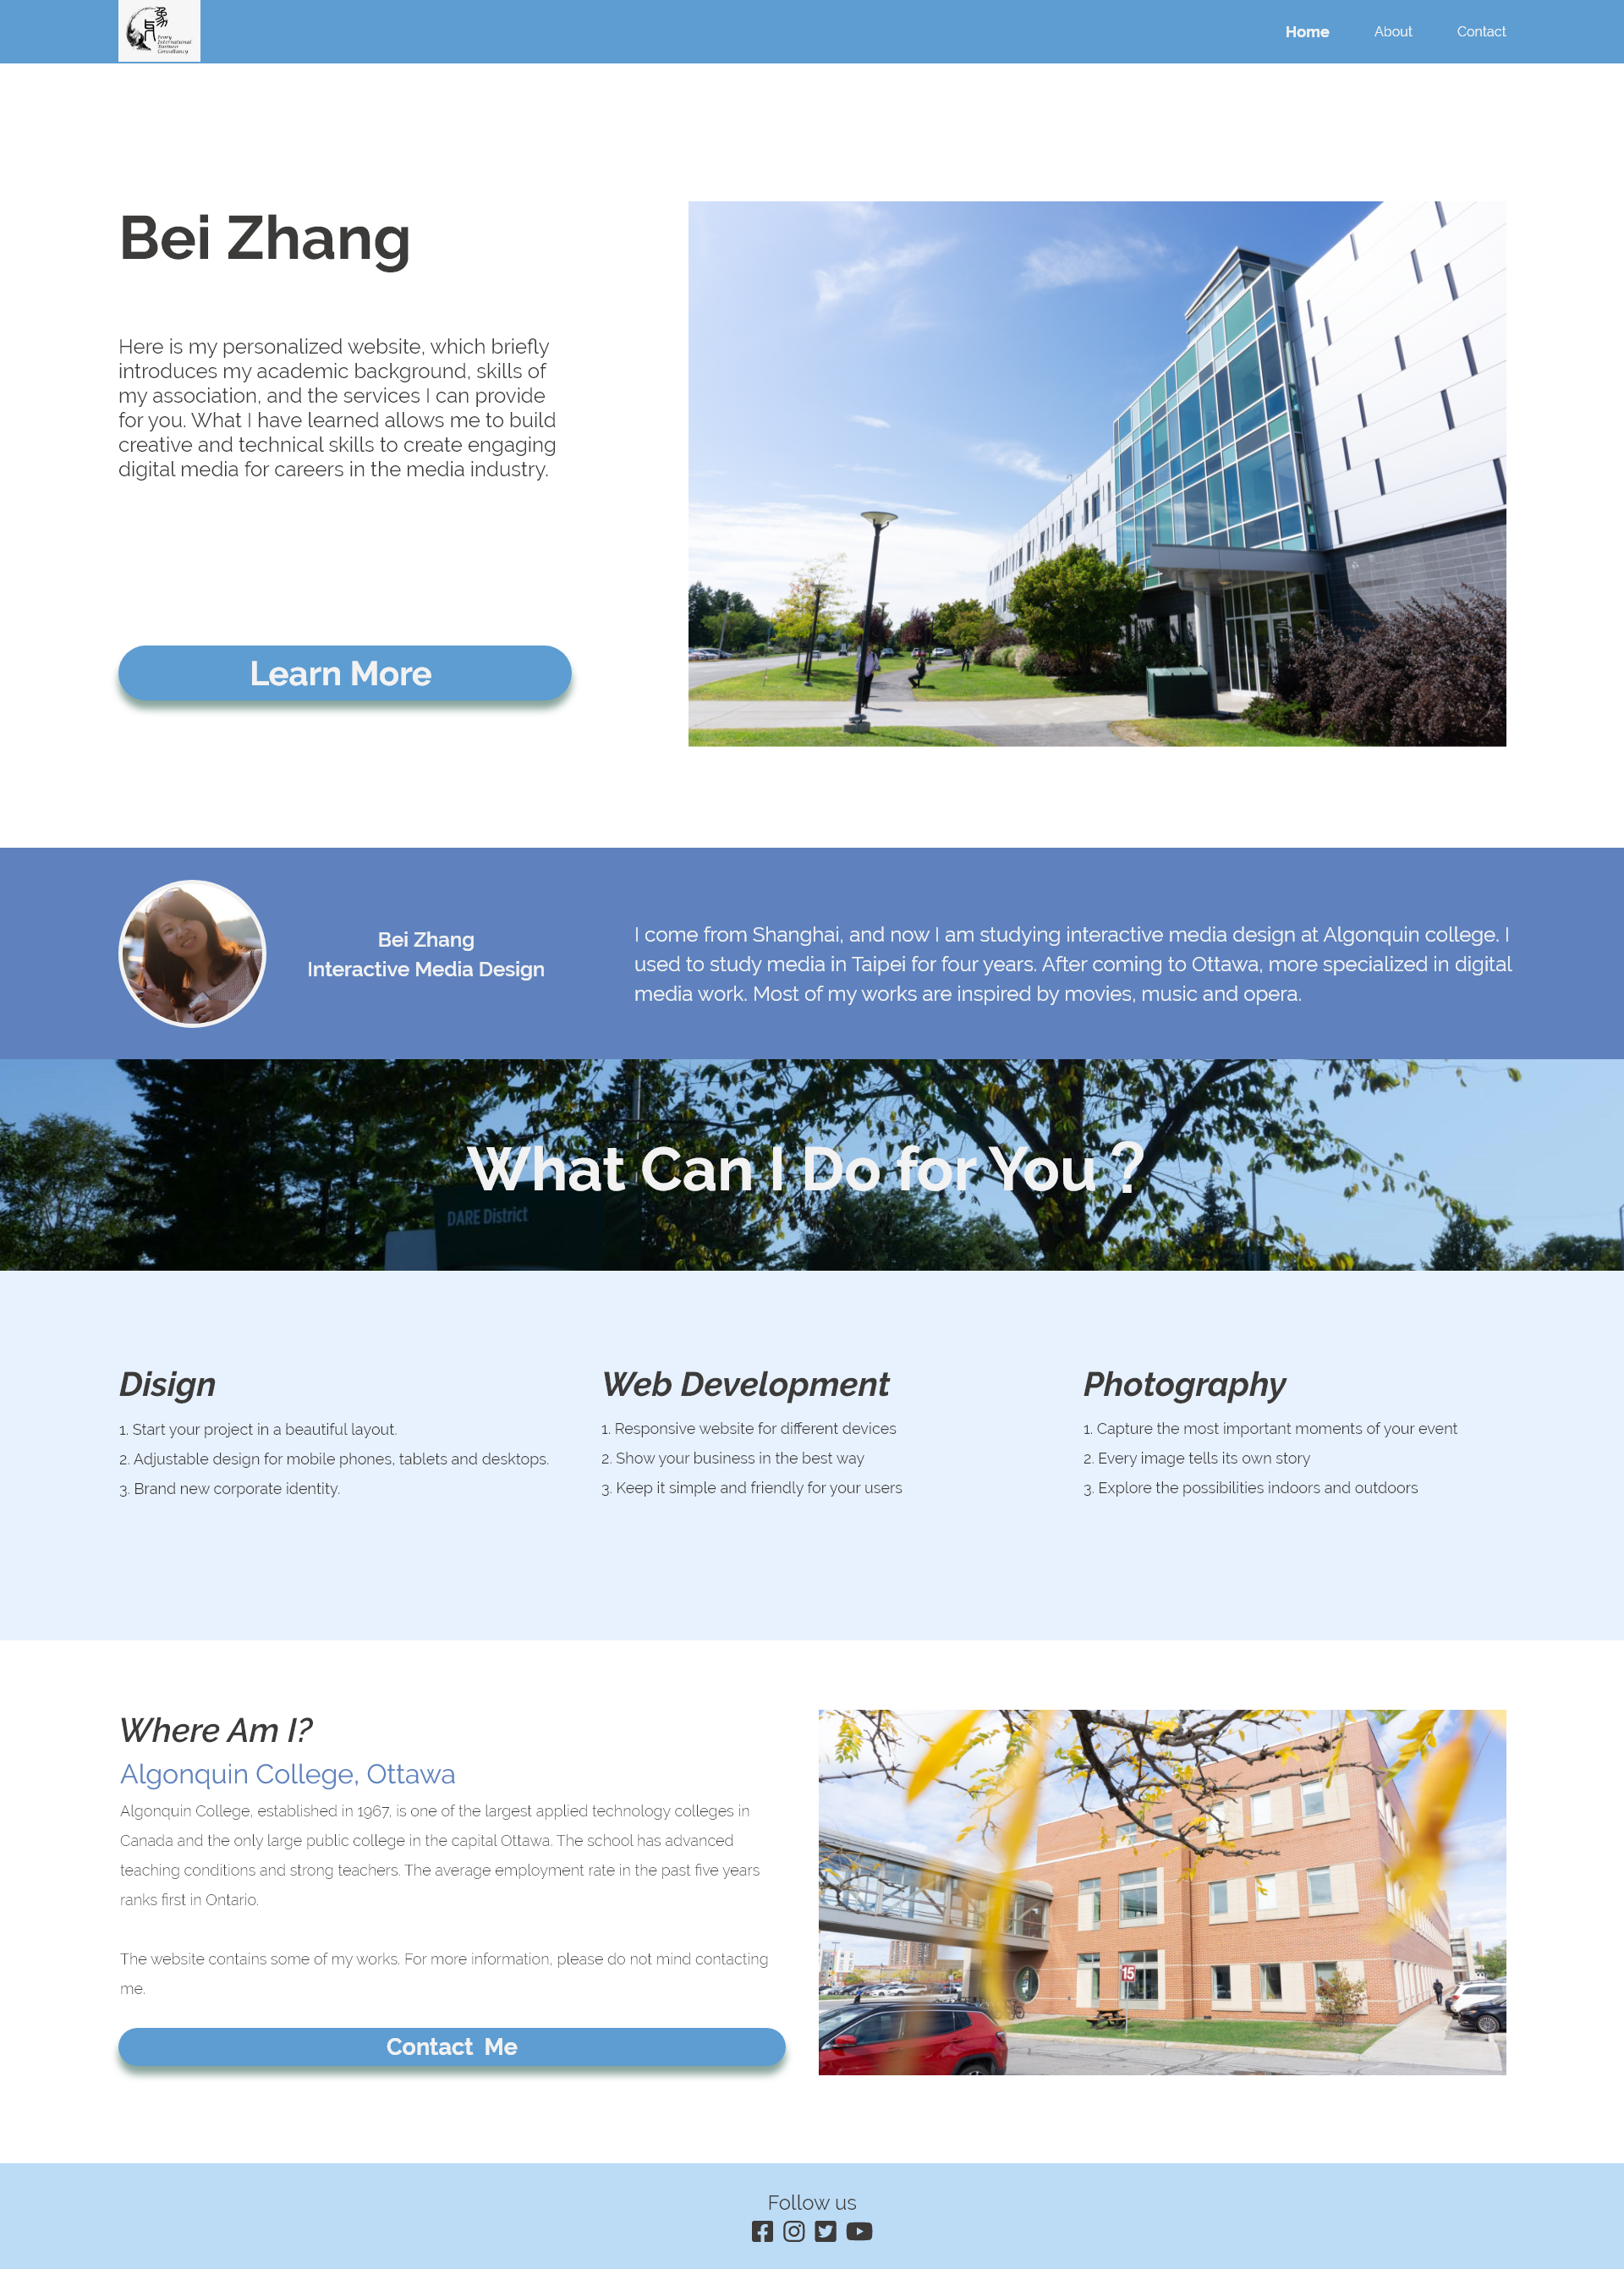 Ivory
International
Business
Consultancy
Home
About
Contact
Bei Zhang
Here is my personalized website, which briefly
introduces my academic background, skills of
my association, and the services I can provide
for you. What I have learned allows me to build
creative and technical skills to create engaging
digital media for careers in the media industry.
Learn More
Bei Zhang
Interactive Media Design
I come from Shanghai, and now I am studying interactive media design at Algonquin college. I
used to study media in Taipei for four years. After coming to Ottawa, more specialized in digital
media work. Most of my works are inspired by movies, music and opera.
What Can I Do for You ?
DARE District
Disign
1. Start your project in a beautiful layout.
2. Adjustable design for mobile phones, tablets and desktops.
3. Brand new corporate identity.
Web Development
1. Responsive website for different devices
2. Show your business in the best way
3. Keep it simple and friendly for your users
Photography
1. Capture the most important moments of your event
2. Every image tells its own story
3. Explore the possibilities indoors and outdoors
Where Am I?
Algonquin College, Ottawa
Algonquin College, established in 1967, is one of the largest applied technology colleges in
Canada and the only large public college in the capital Ottawa. The school has advanced
teaching conditions and strong teachers. The average employment rate in the past five years
ranks first in Ontario.
The website contains some of my works. For more information, please do not mind contacting
me.
15
Contact Me
Follow us